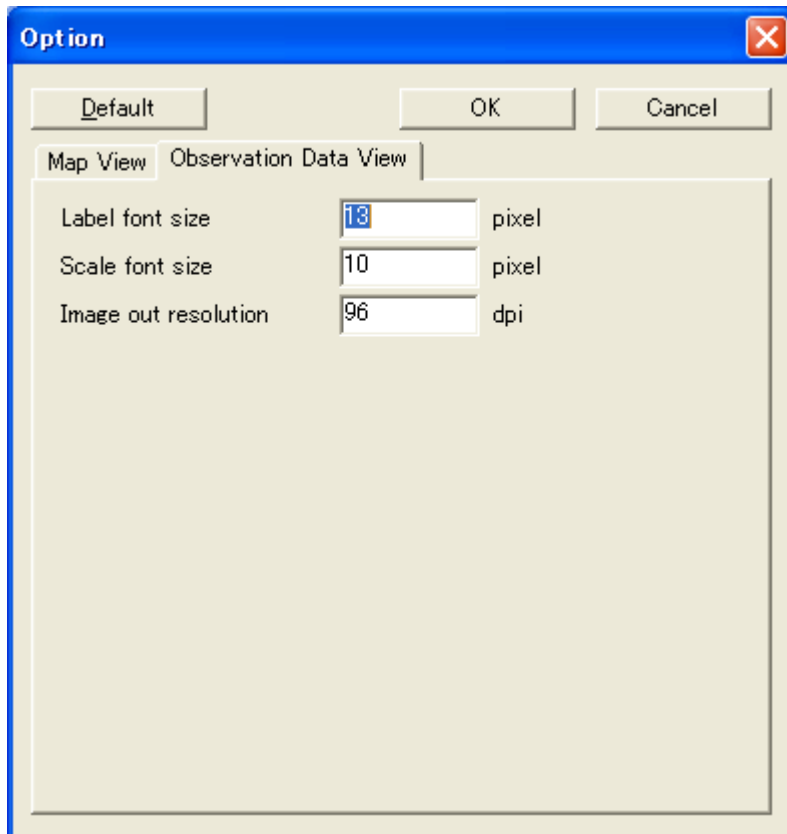 Option
Default OK Cancel
Map View Observation Data View
Label font size 13 pixel
Scale font size 10 pixel
Image out resolution 96 dpi